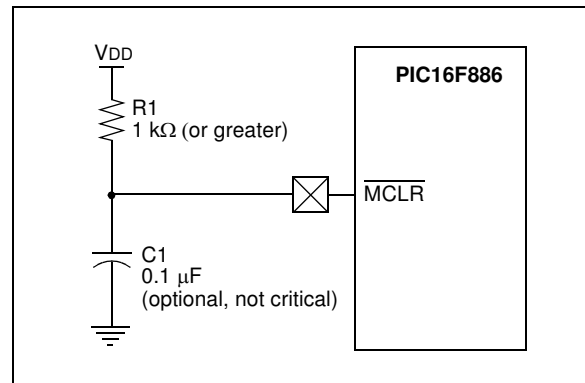 VDD
PIC16F886
R1
1 kΩ (or greater)
MCLR
C1
0.1 μF
(optional, not critical)